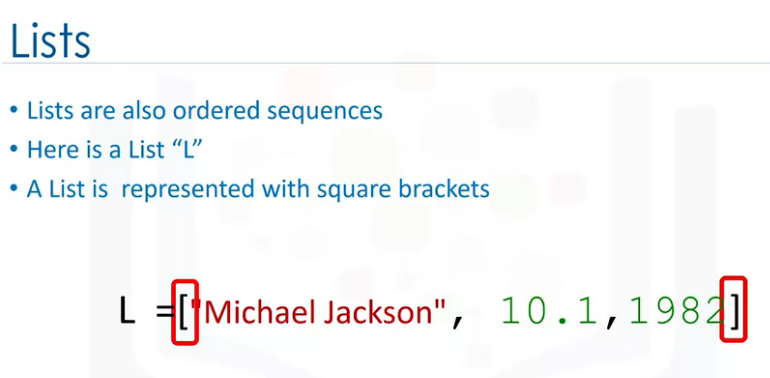 Lists
• Lists are also ordered sequences
• Here is a List “L”
• A List is  represented with square brackets
L =["Michael Jackson", 10.1,1982]